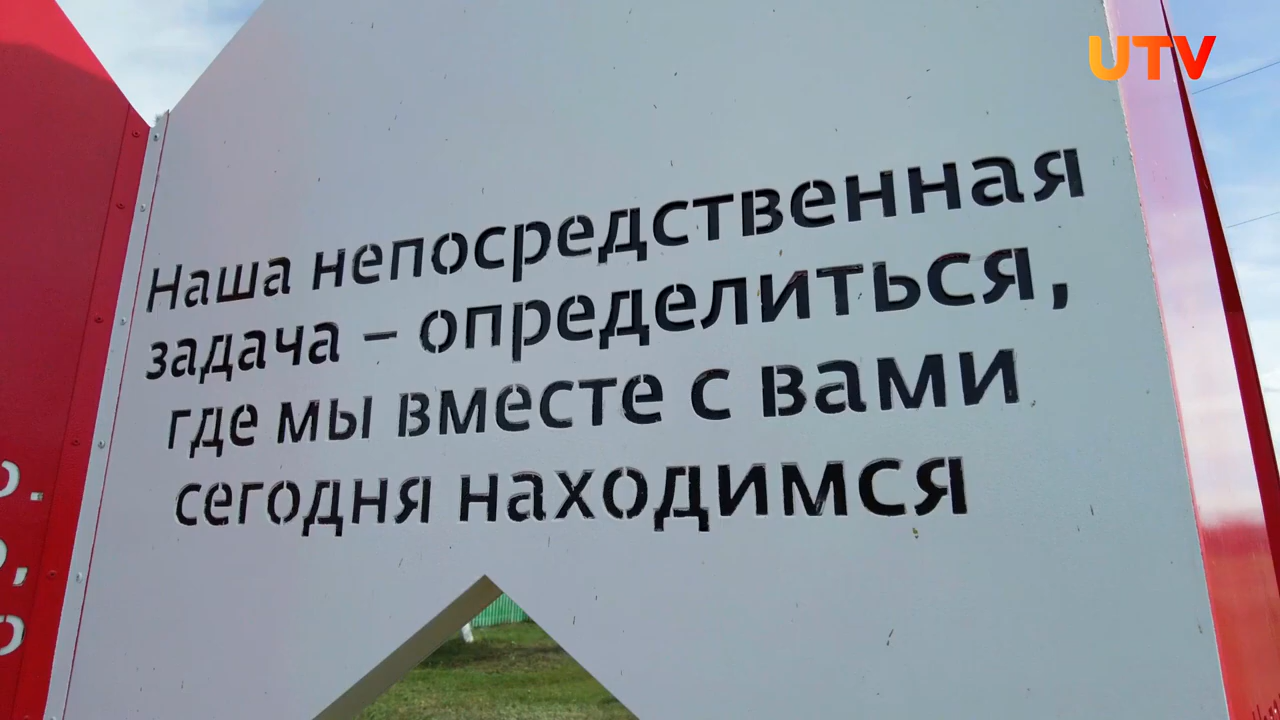 UTV
Наша непосредственная
задача – определиться,
где мы вместе с вами
сегодня находимся